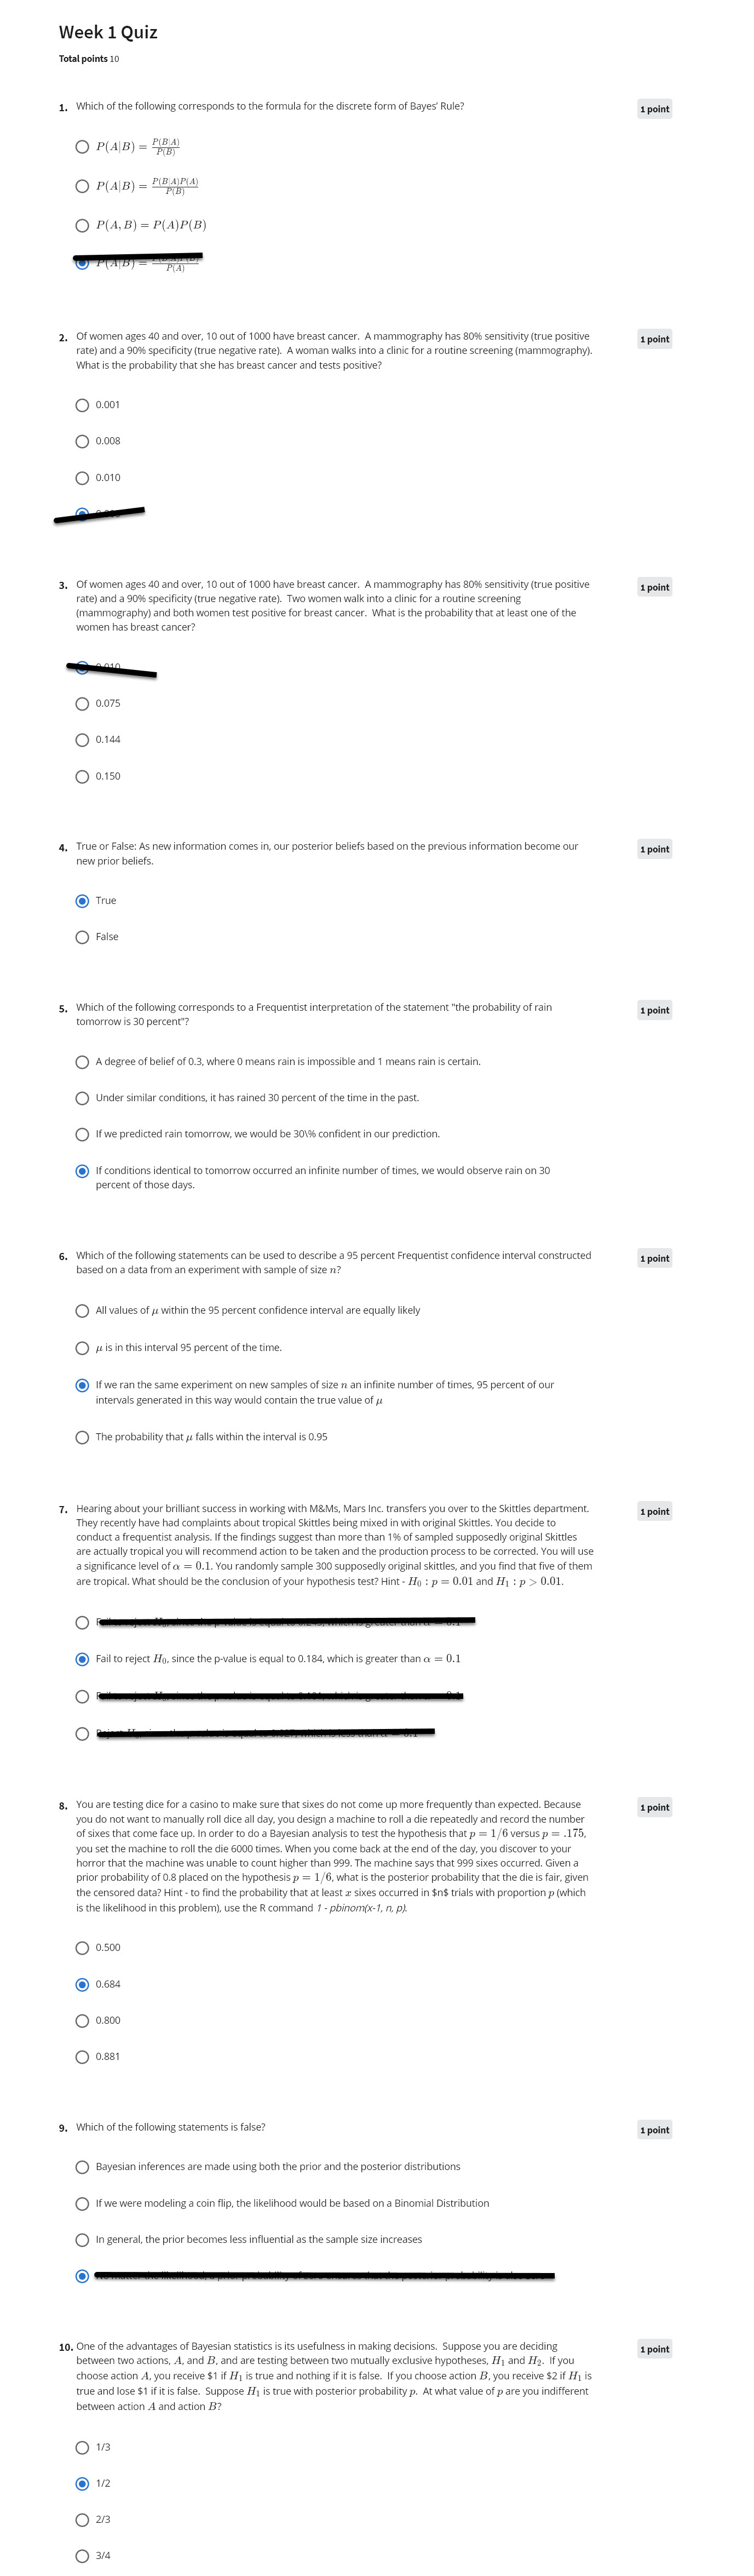 Week 1 Quiz
Total points 10
1. Which of the following corresponds to the formula for the discrete form of Bayes' Rule?
1 point
P(A|B) = P(B|A)/P(B)
P(A|B) = P(B|A)P(A)/P(B)
P(A, B) = P(A)P(B)
P(A|B) = P(A)
2. Of women ages 40 and over, 10 out of 1000 have breast cancer. A mammography has 80% sensitivity (true positive
1 point
rate) and a 90% specificity (true negative rate). A woman walks into a clinic for a routine screening (mammography).
What is the probability that she has breast cancer and tests positive?
0.001
0.008
0.010
3. Of women ages 40 and over, 10 out of 1000 have breast cancer. A mammography has 80% sensitivity (true positive
1 point
rate) and a 90% specificity (true negative rate). Two women walk into a clinic for a routine screening
(mammography) and both women test positive for breast cancer. What is the probability that at least one of the
women has breast cancer?
0.010
0.075
0.144
0.150
4. True or False: As new information comes in, our posterior beliefs based on the previous information become our
1 point
new prior beliefs.
True
False
5. Which of the following corresponds to a Frequentist interpretation of the statement "the probability of rain
1 point
tomorrow is 30 percent"?
A degree of belief of 0.3, where 0 means rain is impossible and 1 means rain is certain.
Under similar conditions, it has rained 30 percent of the time in the past.
If we predicted rain tomorrow, we would be 30\% confident in our prediction.
If conditions identical to tomorrow occurred an infinite number of times, we would observe rain on 30
percent of those days.
6. Which of the following statements can be used to describe a 95 percent Frequentist confidence interval constructed
1 point
based on a data from an experiment with sample of size n?
All values of μ within the 95 percent confidence interval are equally likely
μ is in this interval 95 percent of the time.
If we ran the same experiment on new samples of size n an infinite number of times, 95 percent of our
intervals generated in this way would contain the true value of μ
The probability that μ falls within the interval is 0.95
7. Hearing about your brilliant success in working with M&Ms, Mars Inc. transfers you over to the Skittles department.
1 point
They recently have had complaints about tropical Skittles being mixed in with original Skittles. You decide to
conduct a frequentist analysis. If the findings suggest than more than 1% of sampled supposedly original Skittles
are actually tropical you will recommend action to be taken and the production process to be corrected. You will use
a significance level of α = 0.1. You randomly sample 300 supposedly original skittles, and you find that five of them
are tropical. What should be the conclusion of your hypothesis test? Hint - H₀ : p = 0.01 and H₁ : p > 0.01.
Fail to reject H₀, since the p-value is equal to 0.184, which is greater than α = 0.1
8. You are testing dice for a casino to make sure that sixes do not come up more frequently than expected. Because
1 point
you do not want to manually roll dice all day, you design a machine to roll a die repeatedly and record the number
of sixes that come face up. In order to do a Bayesian analysis to test the hypothesis that p = 1/6 versus p = .175,
you set the machine to roll the die 6000 times. When you come back at the end of the day, you discover to your
horror that the machine was unable to count higher than 999. The machine says that 999 sixes occurred. Given a
prior probability of 0.8 placed on the hypothesis p = 1/6, what is the posterior probability that the die is fair, given
the censored data? Hint - to find the probability that at least x sixes occurred in $n$ trials with proportion p (which
is the likelihood in this problem), use the R command 1 - pbinom(x-1, n, p).
0.500
0.684
0.800
0.881
9. Which of the following statements is false?
1 point
Bayesian inferences are made using both the prior and the posterior distributions
If we were modeling a coin flip, the likelihood would be based on a Binomial Distribution
In general, the prior becomes less influential as the sample size increases
10. One of the advantages of Bayesian statistics is its usefulness in making decisions. Suppose you are deciding
1 point
between two actions, A, and B, and are testing between two mutually exclusive hypotheses, H₁ and H₂. If you
choose action A, you receive $1 if H₁ is true and nothing if it is false. If you choose action B, you receive $2 if H₁ is
true and lose $1 if it is false. Suppose H₁ is true with posterior probability p. At what value of p are you indifferent
between action A and action B?
1/3
1/2
2/3
3/4